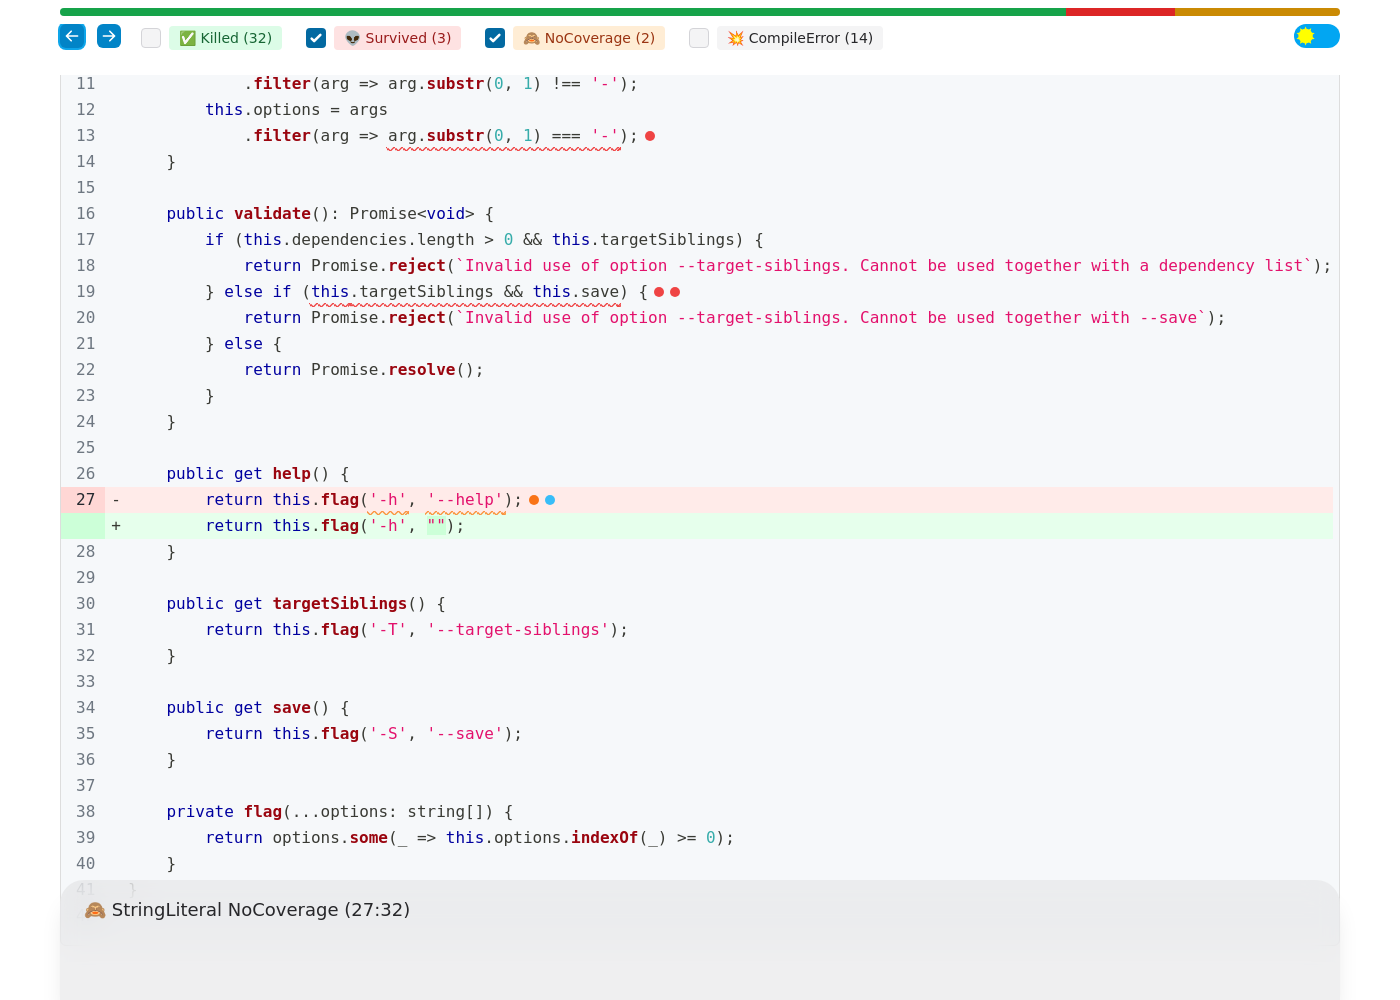 ✅ Killed (32) 👽 Survived (3) 🙈 NoCoverage (2) 💥 CompileError (14)
11 .filter(arg => arg.substr(0, 1) !== '-');
12 this.options = args
13 .filter(arg => arg.substr(0, 1) === '-');
14 }
15
16 public validate(): Promise<void> {
17 if (this.dependencies.length > 0 && this.targetSiblings) {
18 return Promise.reject(`Invalid use of option --target-siblings. Cannot be used together with a dependency list`);
19 } else if (this.targetSiblings && this.save) {
20 return Promise.reject(`Invalid use of option --target-siblings. Cannot be used together with --save`);
21 } else {
22 return Promise.resolve();
23 }
24 }
25
26 public get help() {
27 - return this.flag('-h', '--help');
+ return this.flag('-h', "");
28 }
29
30 public get targetSiblings() {
31 return this.flag('-T', '--target-siblings');
32 }
33
34 public get save() {
35 return this.flag('-S', '--save');
36 }
37
38 private flag(...options: string[]) {
39 return options.some(_ => this.options.indexOf(_) >= 0);
40 }
41 }
🙈 StringLiteral NoCoverage (27:32)